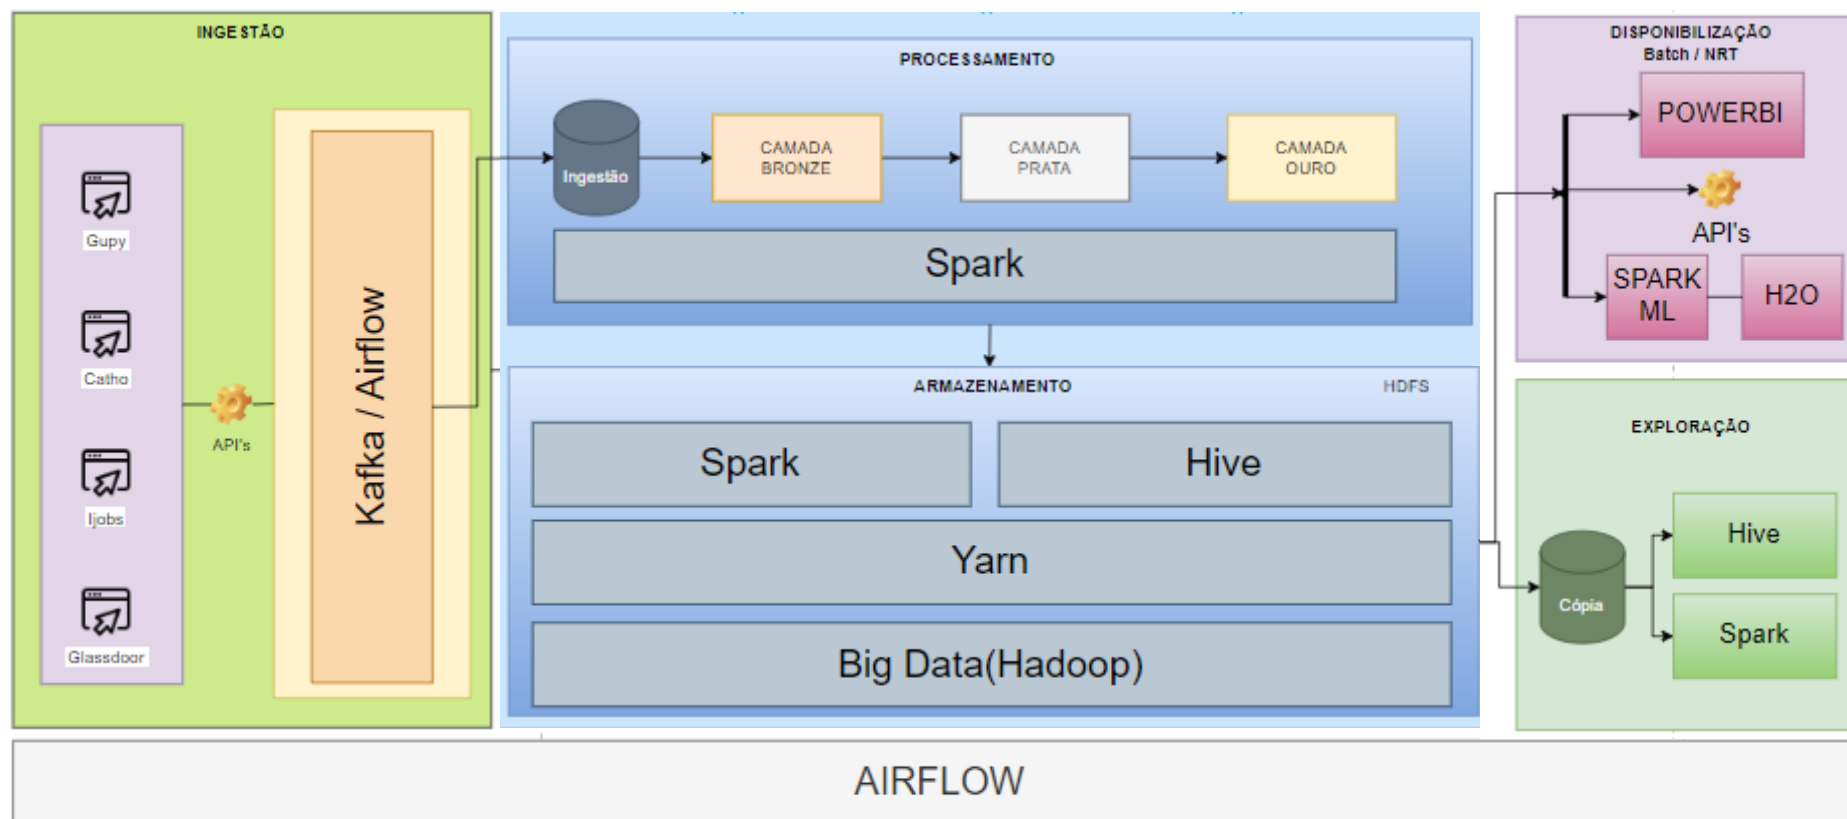 INGESTÃO
Gupy
Catho
Ijobs
Glassdoor
API's
Kafka / Airflow
PROCESSAMENTO
Ingestão
CAMADA
BRONZE
CAMADA
PRATA
CAMADA
OURO
Spark
ARMAZENAMENTO
HDFS
Spark
Hive
Yarn
Big Data(Hadoop)
DISPONIBILIZAÇÃO
Batch / NRT
POWERBI
API's
SPARK
ML
H2O
EXPLORAÇÃO
Cópia
Hive
Spark
AIRFLOW